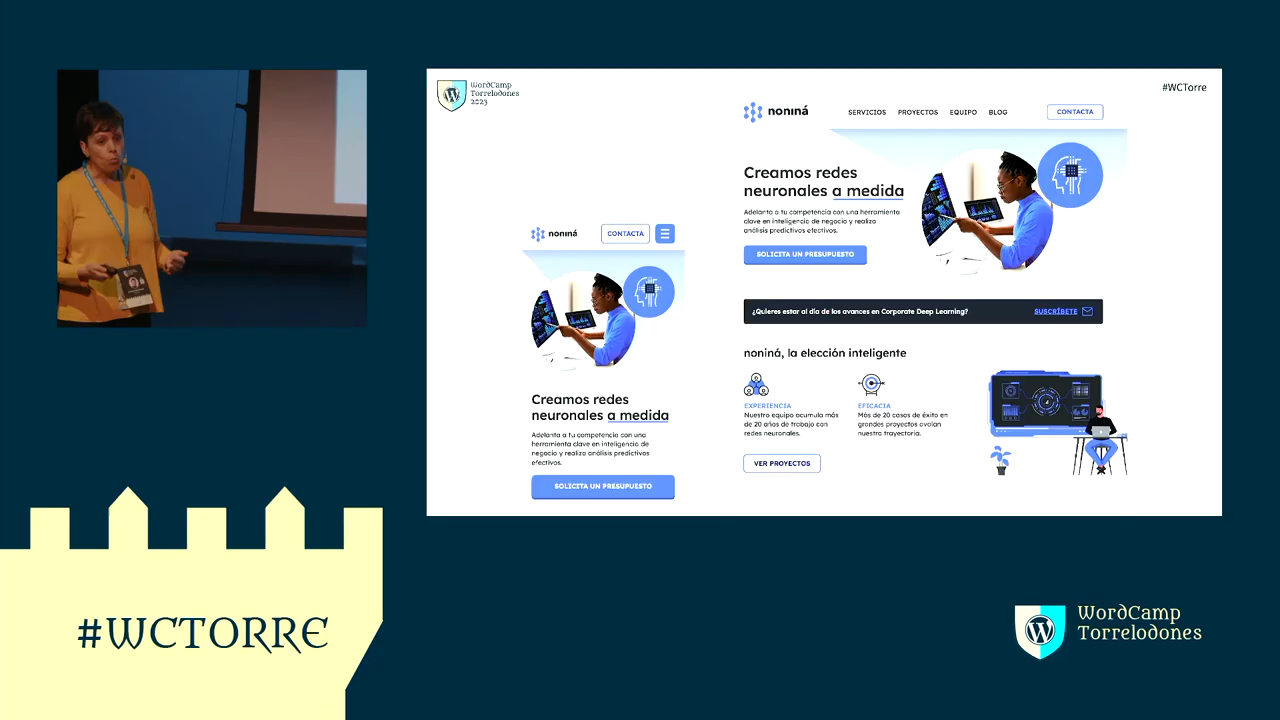 WordCamp
Torrelodones
2023
#WCTorre
noniná
SERVICIOS
PROYECTOS
EQUIPO
BLOG
CONTACTA
Creamos redes
neuronales a medida
Adelanta a tu competencia con una herramienta
clave en inteligencia de negocio y realiza
análisis predictivos efectivos.
SOLICITA UN PRESUPUESTO
noniná
CONTACTA
Creamos redes
neuronales a medida
Adelanta a tu competencia con una
herramienta clave en inteligencia de
negocio y realiza análisis predictivos
efectivos.
SOLICITA UN PRESUPUESTO
¿Quieres estar al día de los avances en Corporate Deep Learning?
SUSCRÍBETE
noniná, la elección inteligente
EXPERIENCIA
Nuestro equipo acumula más
de 20 años de trabajo con
redes neuronales.
EFICACIA
Más de 20 casos de éxito en
grandes proyectos avalan
nuestra trayectoria.
VER PROYECTOS
#WCTORRE
WordCamp
Torrelodones